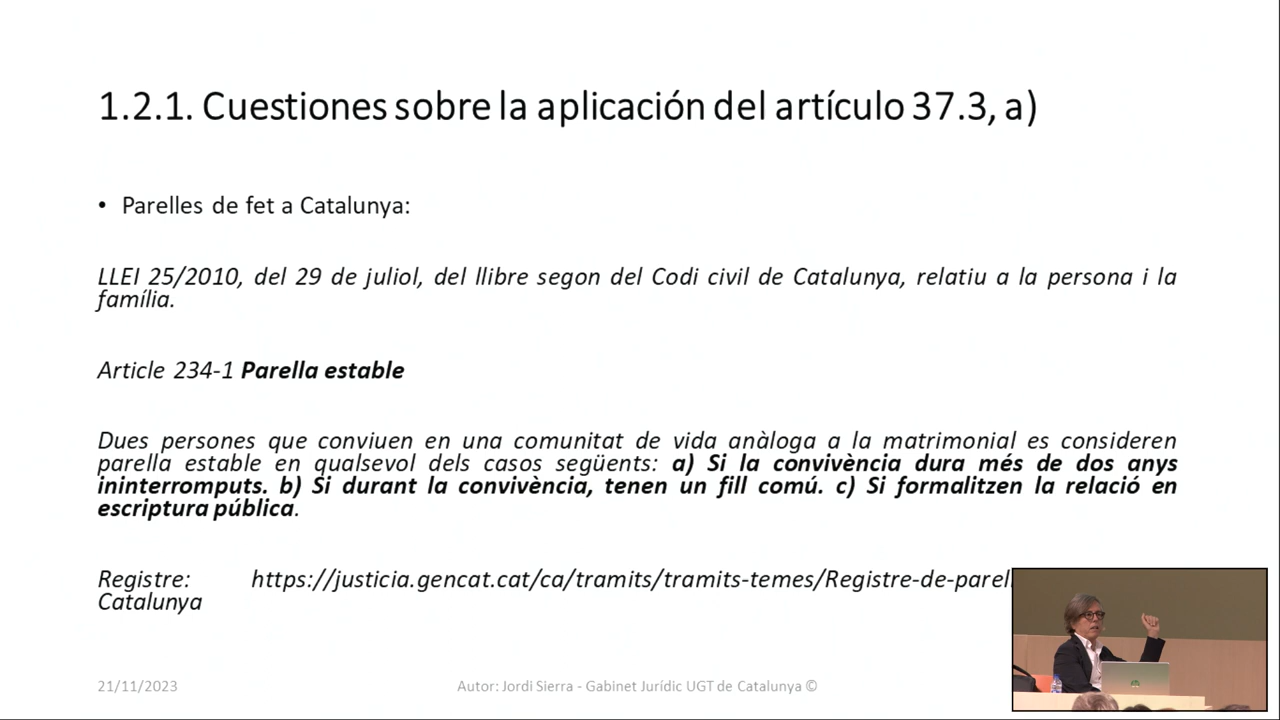 1.2.1. Cuestiones sobre la aplicación del artículo 37.3, a)
• Parelles de fet a Catalunya:
LLEI 25/2010, del 29 de juliol, del llibre segon del Codi civil de Catalunya, relatiu a la persona i la
família.
Article 234-1 Parella estable
Dues persones que conviuen en una comunitat de vida anàloga a la matrimonial es consideren
parella estable en qualsevol dels casos següents: a) Si la convivència dura més de dos anys
ininterromputs. b) Si durant la convivència, tenen un fill comú. c) Si formalitzen la relació en
escriptura pública.
Registre: https://justicia.gencat.cat/ca/tramits/tramits-temes/Registre-de-parel
Catalunya
21/11/2023 Autor: Jordi Sierra - Gabinet Jurídic UGT de Catalunya ©